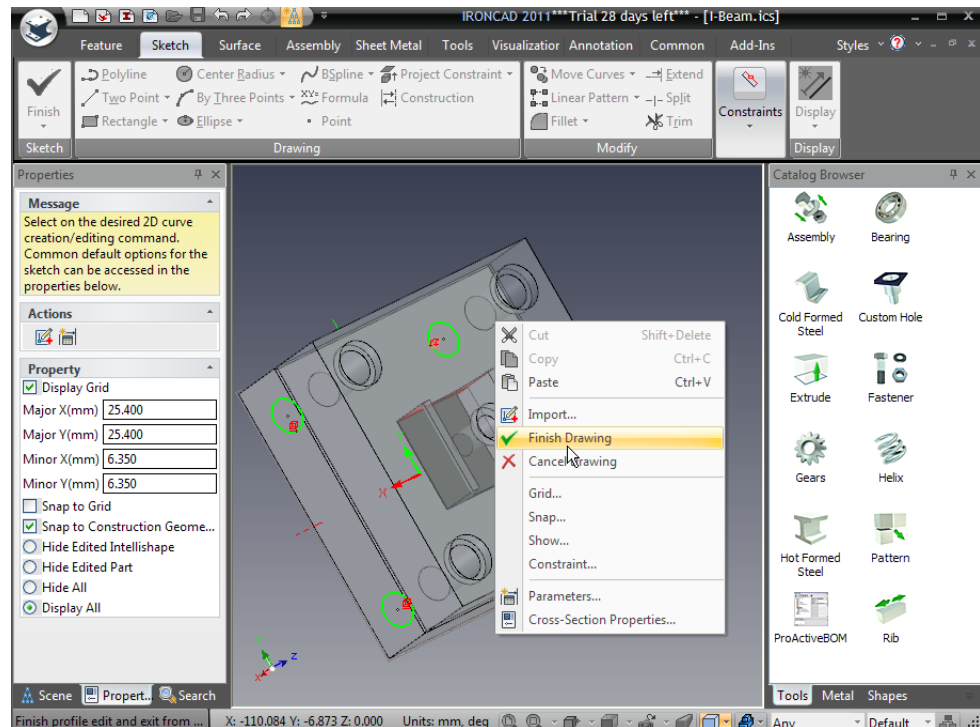 IRONCAD 2011***Trial 28 days left*** - [I-Beam.ics]
Feature Sketch Surface Assembly Sheet Metal Tools Visualization Annotation Common Add-Ins Styles
Polyline Center Radius BSpline Project Constraint Move Curves Extend
Two Point By Three Points XY= Formula Construction Linear Pattern Split
Rectangle Ellipse Point Fillet Trim
Finish Constraints Display
Sketch Drawing Modify Display
Properties
Message
Select on the desired 2D curve
creation/editing command.
Common default options for the
sketch can be accessed in the
properties below.
Actions
Property
Display Grid
Major X(mm) 25.400
Major Y(mm) 25.400
Minor X(mm) 6.350
Minor Y(mm) 6.350
Snap to Grid
Snap to Construction Geome...
Hide Edited Intellishape
Hide Edited Part
Hide All
Display All
Scene Propert... Search
X
Y
Z
X
Cut Shift+Delete
Copy Ctrl+C
Paste Ctrl+V
Import...
Finish Drawing
Cancel Drawing
Grid...
Snap...
Show...
Constraint...
Parameters...
Cross-Section Properties...
Catalog Browser
Assembly Bearing
Cold Formed
Steel
Custom Hole
Extrude Fastener
Gears Helix
Hot Formed
Steel
Pattern
ProActiveBOM Rib
Tools Metal Shapes
Finish profile edit and exit from ... X: -110.084 Y: -6.873 Z: 0.000 Units: mm, deg Any Default